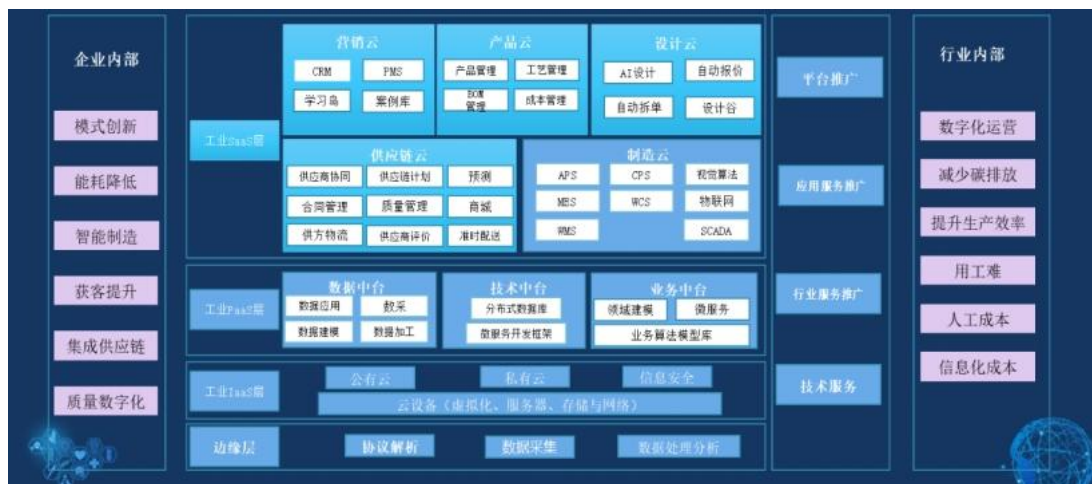 企业内部
模式创新
能耗降低
智能制造
获客提升
集成供应链
质量数字化
工业SaaS层
营销云
CRM
PMS
学习岛
案例库
产品云
产品管理
工艺管理
BOM
管理
成本管理
设计云
AI设计
自动报价
自动拆单
设计谷
供应链云
供应商协同
供应链计划
预测
合同管理
质量管理
商城
供方物流
供应商评价
准时配送
制造云
APS
CPS
视觉算法
MES
WCS
物联网
WMS
SCADA
工业PaaS层
数据中台
数据应用
数采
数据建模
数据加工
技术中台
分布式数据库
微服务开发框架
业务中台
领域建模
微服务
业务算法模型库
工业IaaS层
公有云
私有云
信息安全
云设备（虚拟化、服务器、存储与网络）
边缘层
协议解析
数据采集
数据处理分析
平台推广
应用服务推广
行业服务推广
技术服务
行业内部
数字化运营
减少碳排放
提升生产效率
用工难
人工成本
信息化成本